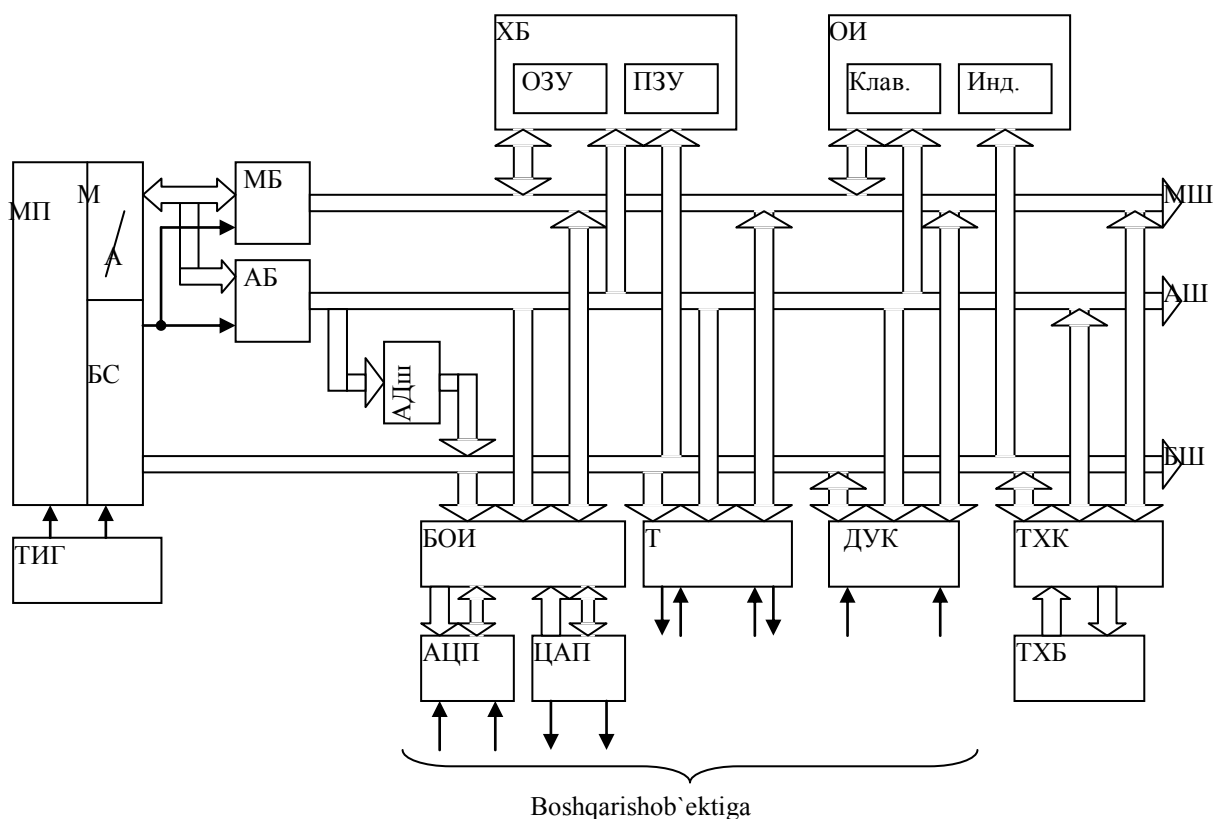 ХБ
ОИ
ОЗУ
ПЗУ
Клав.
Инд.
МП
М
А
МБ
МШ
АБ
АШ
БС
АДш
БШ
ТИГ
БОИ
Т
ДУК
ТХК
АЦП
ЦАП
ТХБ
Boshqarishob`ektiga